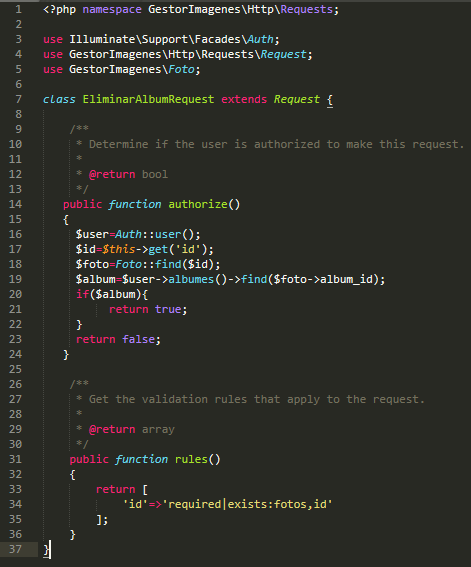 1 <?php namespace GestorImagenes\Http\Requests;
2
3 use Illuminate\Support\Facades\Auth;
4 use GestorImagenes\Http\Requests\Request;
5 use GestorImagenes\Foto;
6
7 class EliminarAlbumRequest extends Request {
8
9 /**
10 * Determine if the user is authorized to make this request.
11 *
12 * @return bool
13 */
14 public function authorize()
15 {
16 $user=Auth::user();
17 $id=$this->get('id');
18 $foto=Foto::find($id);
19 $album=$user->albumes()->find($foto->album_id);
20 if($album){
21 return true;
22 }
23 return false;
24 }
25
26 /**
27 * Get the validation rules that apply to the request.
28 *
29 * @return array
30 */
31 public function rules()
32 {
33 return [
34 'id'=>'required|exists:fotos,id'
35 ];
36 }
37 }